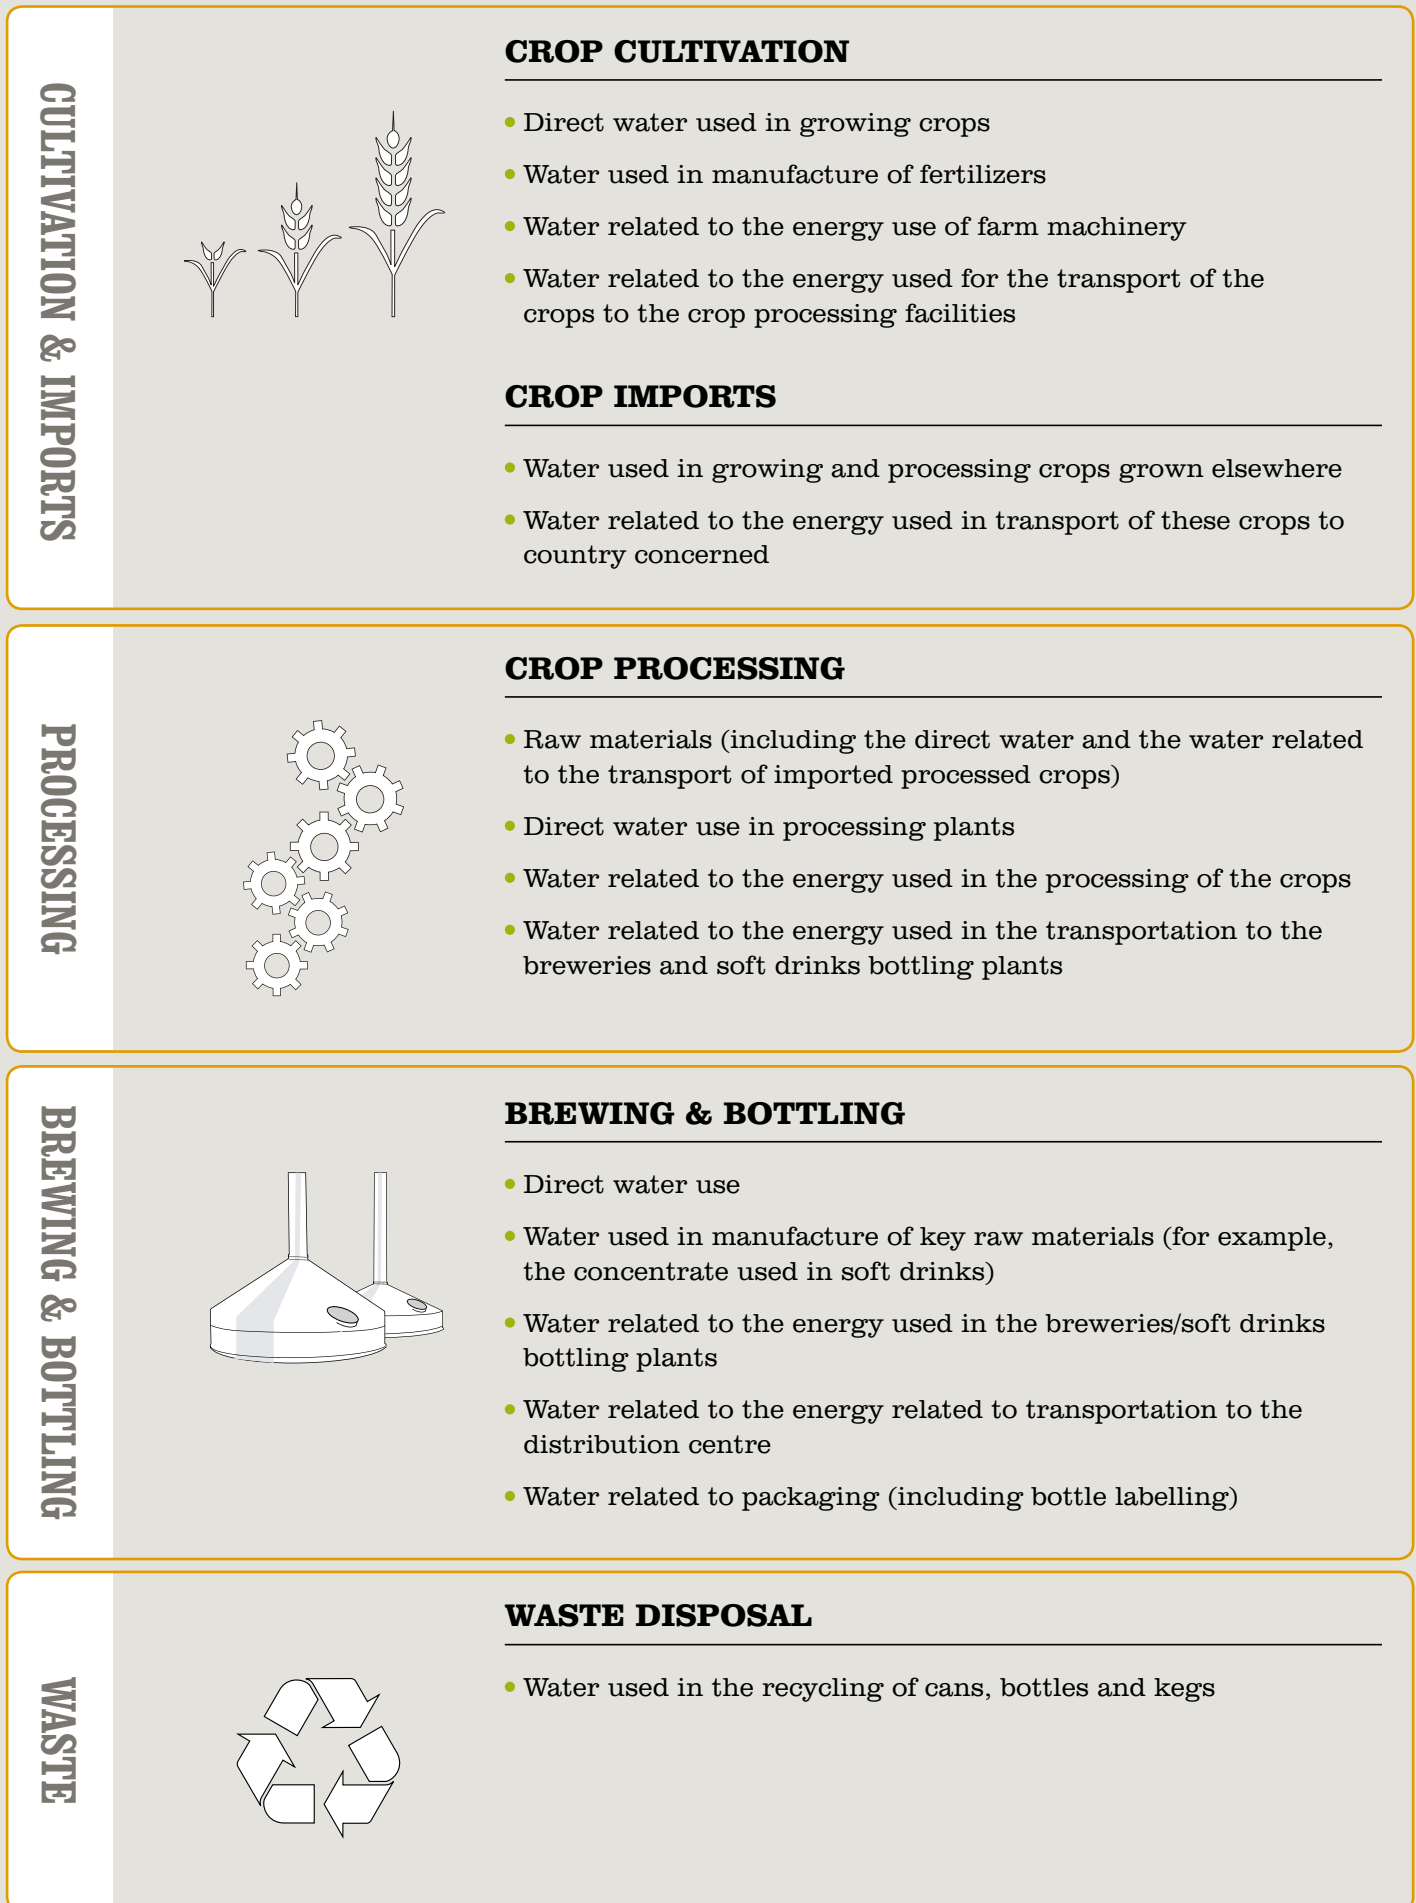 CULTIVATION & IMPORTS
CROP CULTIVATION
• Direct water used in growing crops
• Water used in manufacture of fertilizers
• Water related to the energy use of farm machinery
• Water related to the energy used for the transport of the
crops to the crop processing facilities
CROP IMPORTS
• Water used in growing and processing crops grown elsewhere
• Water related to the energy used in transport of these crops to
country concerned
PROCESSING
CROP PROCESSING
• Raw materials (including the direct water and the water related
to the transport of imported processed crops)
• Direct water use in processing plants
• Water related to the energy used in the processing of the crops
• Water related to the energy used in the transportation to the
breweries and soft drinks bottling plants
BREWING & BOTTLING
BREWING & BOTTLING
• Direct water use
• Water used in manufacture of key raw materials (for example,
the concentrate used in soft drinks)
• Water related to the energy used in the breweries/soft drinks
bottling plants
• Water related to the energy related to transportation to the
distribution centre
• Water related to packaging (including bottle labelling)
WASTE
WASTE DISPOSAL
• Water used in the recycling of cans, bottles and kegs